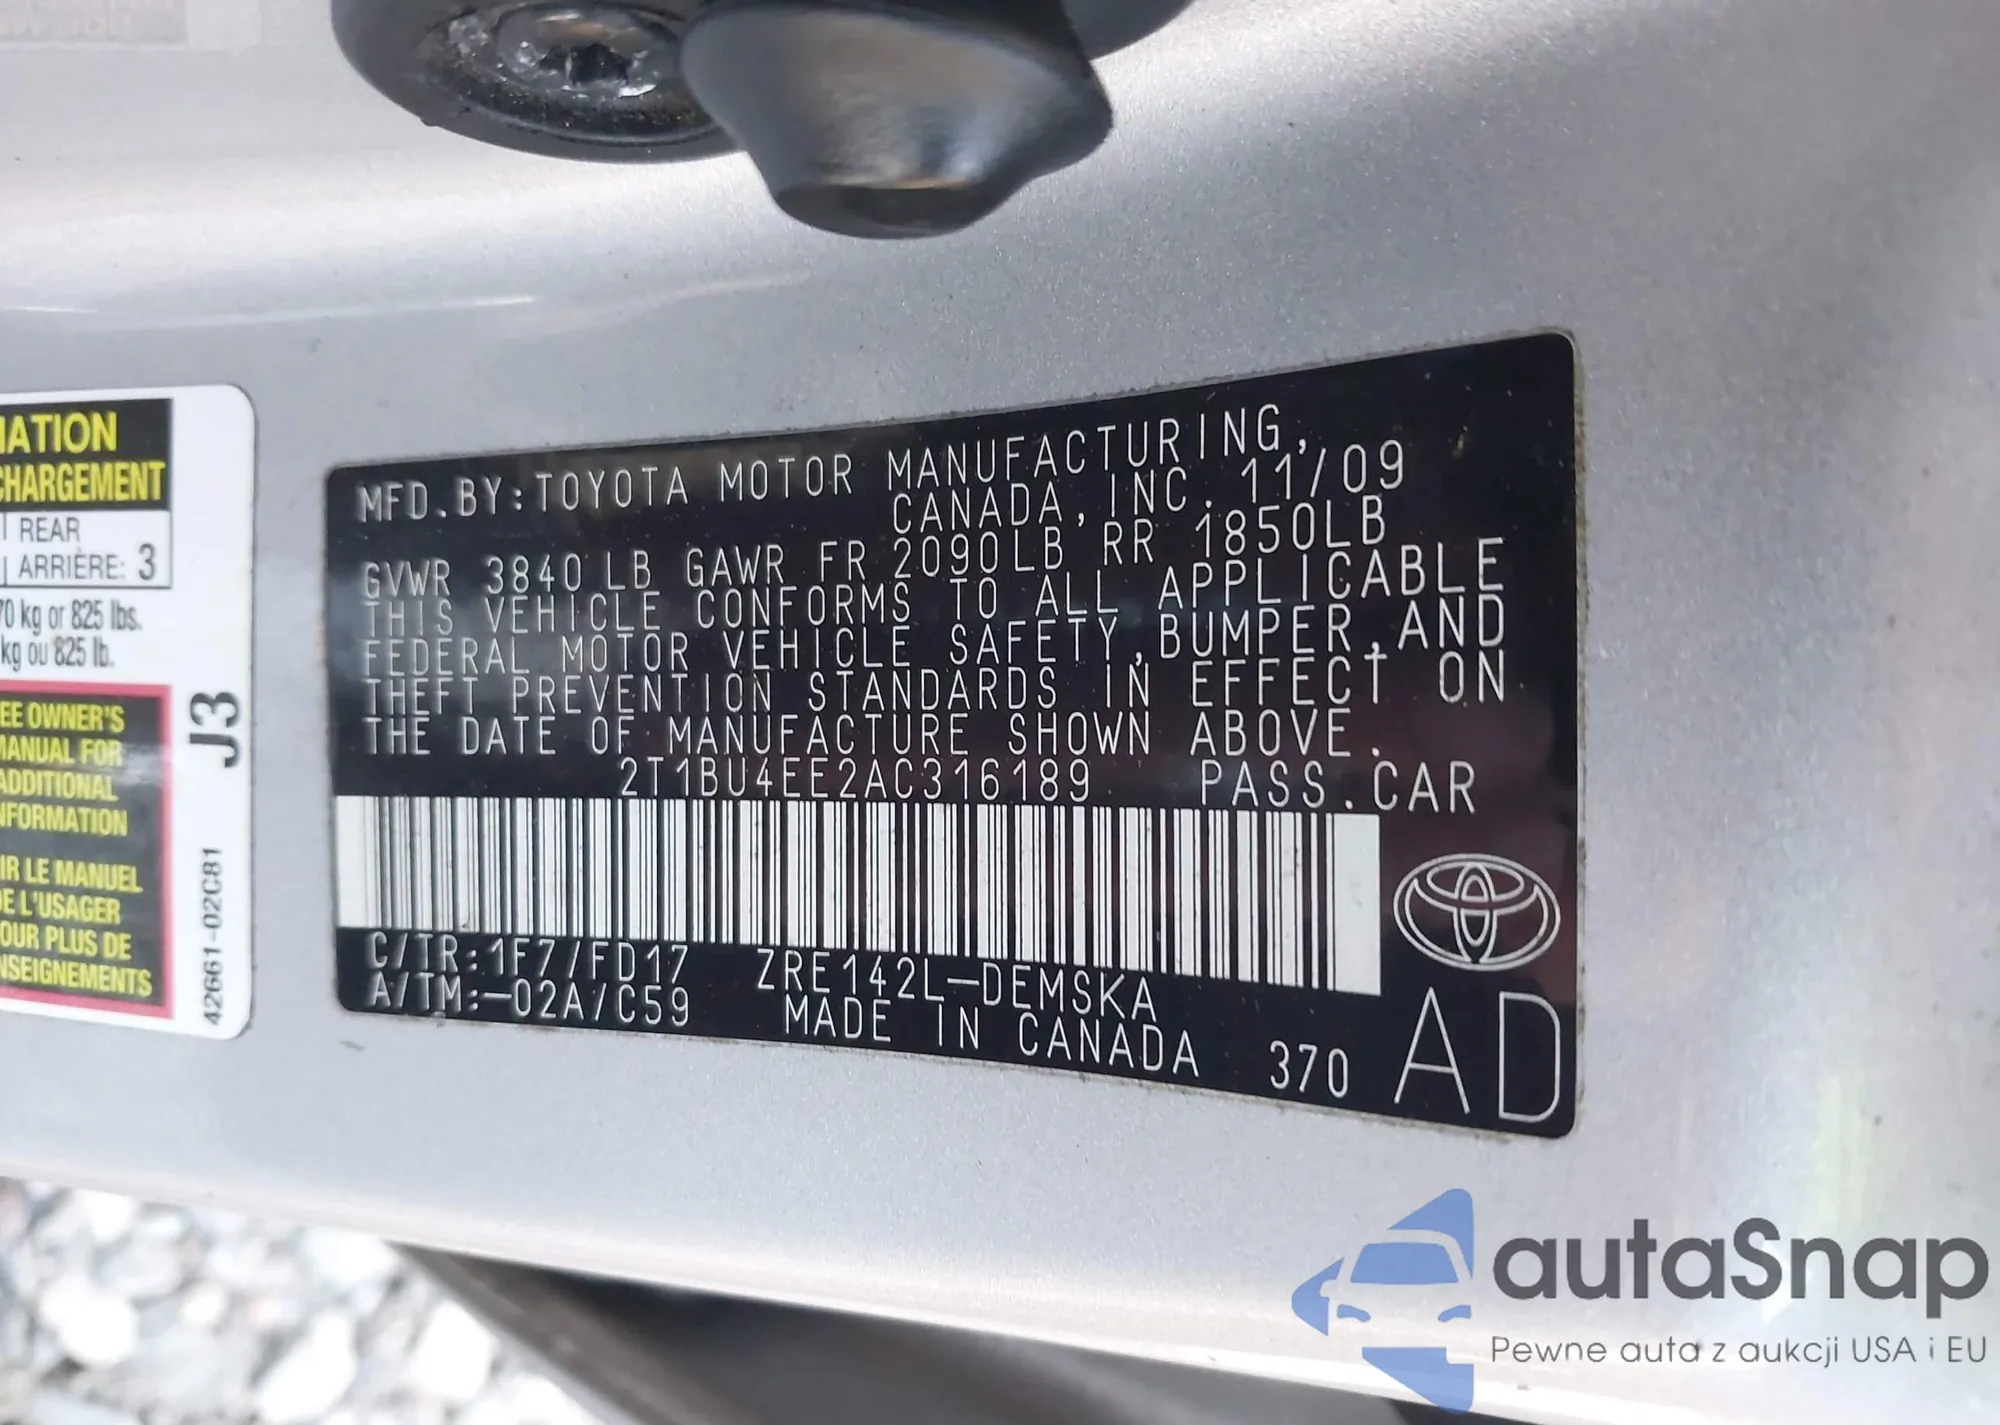 IATION
CHARGEMENT
REAR
ARRIÈRE: 3
70 kg or 825 lbs.
kg ou 825 lb.
EE OWNER'S
MANUAL FOR
ADDITIONAL
NFORMATION
IR LE MANUEL
DE L'USAGER
OUR PLUS DE
NSEIGNEMENTS
J3
42661-02C81
MFD.BY:TOYOTA MOTOR MANUFACTURING,
CANADA, INC. 11/09
GVWR 3840 LB GAWR FR 2090LB RR 1850LB
THIS VEHICLE CONFORMS TO ALL APPLICABLE
FEDERAL MOTOR VEHICLE SAFETY,BUMPER,AND
THEFT PREVENTION STANDARDS IN EFFECT ON
THE DATE OF MANUFACTURE SHOWN ABOVE.
2T1BU4EE2AC316189 PASS.CAR
C/TR:1F7/FD17 ZRE142L-DEMSKA
A/TM:-02A/C59 MADE IN CANADA 370 AD
autaSnap
Pewne auta z aukcji USA i EU